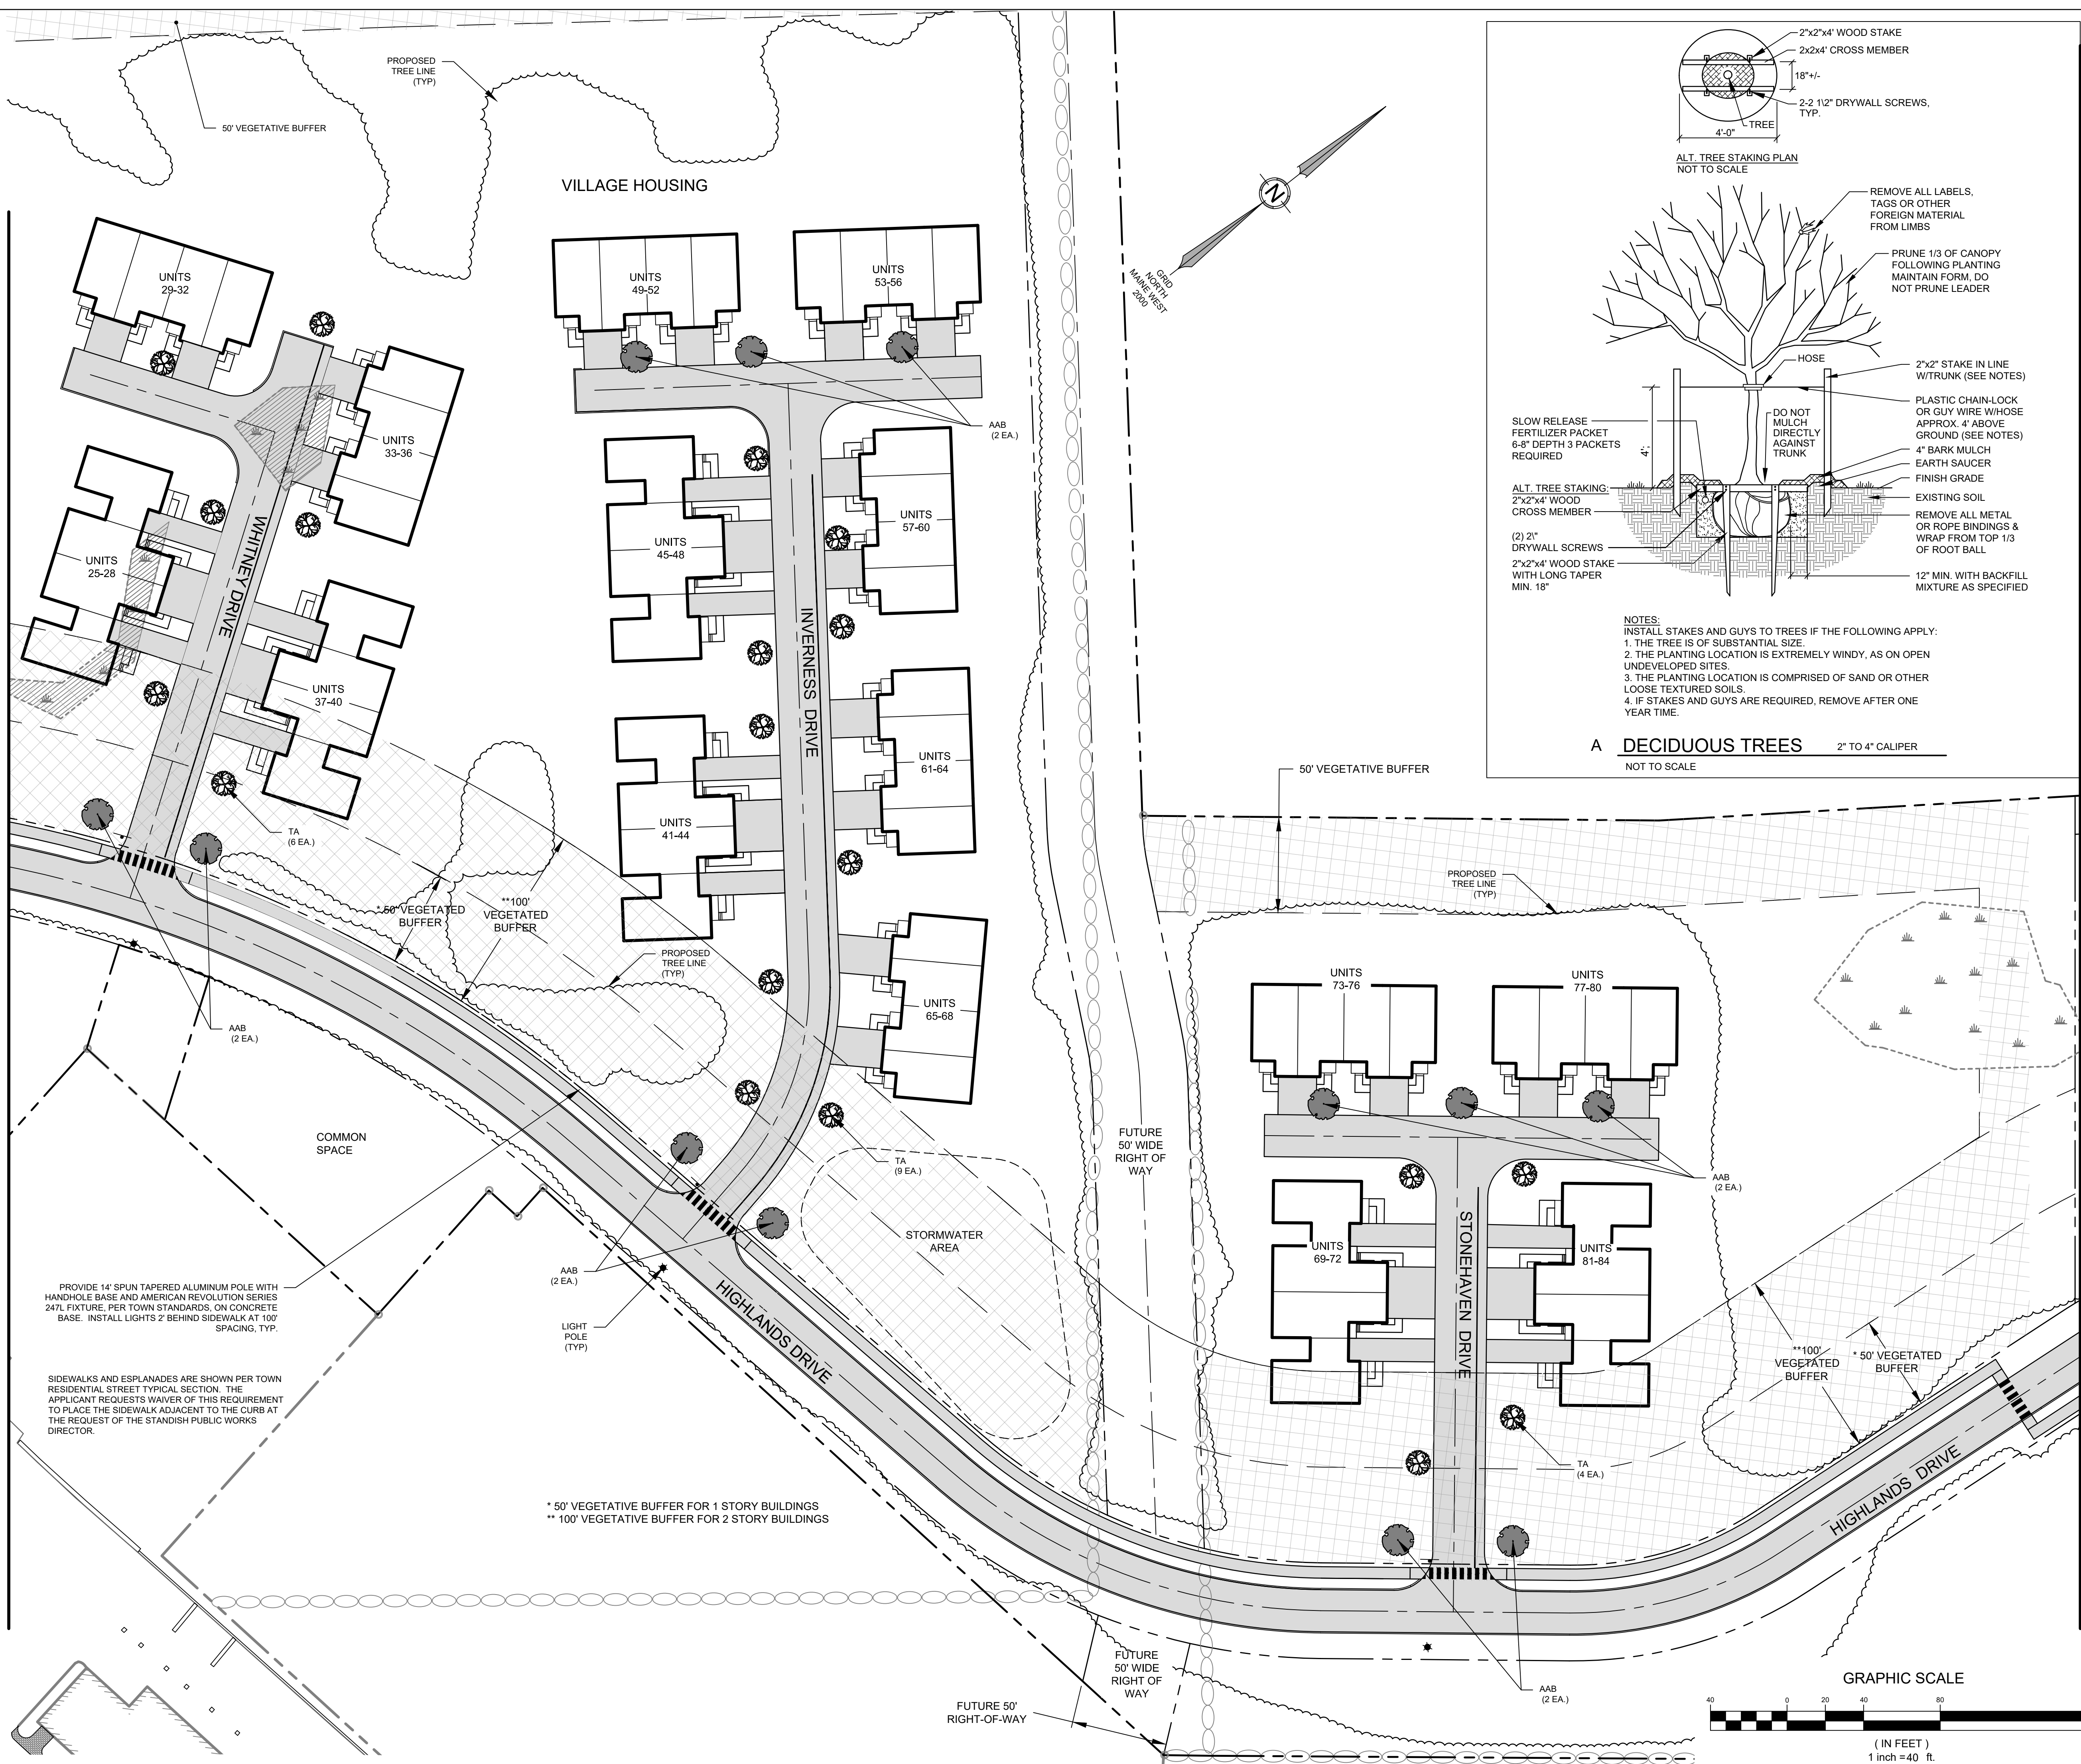 PROPOSED
TREE LINE
(TYP)
50' VEGETATIVE BUFFER
VILLAGE HOUSING
GRID
NORTH
MAINE WEST
2000
N
UNITS
29-32
UNITS
33-36
UNITS
25-28
UNITS
37-40
WHITNEY DRIVE
TA
(6 EA.)
AAB
(2 EA.)
UNITS
49-52
UNITS
53-56
AAB
(2 EA.)
UNITS
45-48
UNITS
57-60
INVERNESS DRIVE
UNITS
41-44
UNITS
61-64
UNITS
65-68
* 50' VEGETATED
BUFFER
**100'
VEGETATED
BUFFER
PROPOSED
TREE LINE
(TYP)
TA
(9 EA.)
AAB
(2 EA.)
LIGHT
POLE
(TYP)
COMMON
SPACE
STORMWATER
AREA
HIGHLANDS DRIVE
PROVIDE 14' SPUN TAPERED ALUMINUM POLE WITH
HANDHOLE BASE AND AMERICAN REVOLUTION SERIES
247L FIXTURE, PER TOWN STANDARDS, ON CONCRETE
BASE. INSTALL LIGHTS 2' BEHIND SIDEWALK AT 100'
SPACING, TYP.
SIDEWALKS AND ESPLANADES ARE SHOWN PER TOWN
RESIDENTIAL STREET TYPICAL SECTION. THE
APPLICANT REQUESTS WAIVER OF THIS REQUIREMENT
TO PLACE THE SIDEWALK ADJACENT TO THE CURB AT
THE REQUEST OF THE STANDISH PUBLIC WORKS
DIRECTOR.
* 50' VEGETATIVE BUFFER FOR 1 STORY BUILDINGS
** 100' VEGETATIVE BUFFER FOR 2 STORY BUILDINGS
FUTURE
50' WIDE
RIGHT OF
WAY
FUTURE
50' WIDE
RIGHT OF
WAY
FUTURE 50'
RIGHT-OF-WAY
50' VEGETATIVE BUFFER
PROPOSED
TREE LINE
(TYP)
UNITS
73-76
UNITS
77-80
AAB
(2 EA.)
UNITS
69-72
UNITS
81-84
STONEHAVEN DRIVE
TA
(4 EA.)
**100'
VEGETATED
BUFFER
* 50' VEGETATED
BUFFER
HIGHLANDS DRIVE
AAB
(2 EA.)
GRAPHIC SCALE
40 0 20 40 80
( IN FEET )
1 inch = 40 ft.
2"x2"x4' WOOD STAKE
2x2x4' CROSS MEMBER
18"+/-
2-2 1\2" DRYWALL SCREWS,
TYP.
TREE
4'-0"
ALT. TREE STAKING PLAN
NOT TO SCALE
REMOVE ALL LABELS,
TAGS OR OTHER
FOREIGN MATERIAL
FROM LIMBS
PRUNE 1/3 OF CANOPY
FOLLOWING PLANTING
MAINTAIN FORM, DO
NOT PRUNE LEADER
HOSE
2"x2" STAKE IN LINE
W/TRUNK (SEE NOTES)
PLASTIC CHAIN-LOCK
OR GUY WIRE W/HOSE
APPROX. 4' ABOVE
GROUND (SEE NOTES)
4" BARK MULCH
EARTH SAUCER
FINISH GRADE
EXISTING SOIL
REMOVE ALL METAL
OR ROPE BINDINGS &
WRAP FROM TOP 1/3
OF ROOT BALL
12" MIN. WITH BACKFILL
MIXTURE AS SPECIFIED
DO NOT
MULCH
DIRECTLY
AGAINST
TRUNK
SLOW RELEASE
FERTILIZER PACKET
6-8" DEPTH 3 PACKETS
REQUIRED
ALT. TREE STAKING:
2"x2"x4' WOOD
CROSS MEMBER
(2) 2\"
DRYWALL SCREWS
2"x2"x4' WOOD STAKE
WITH LONG TAPER
MIN. 18"
NOTES:
INSTALL STAKES AND GUYS TO TREES IF THE FOLLOWING APPLY:
1. THE TREE IS OF SUBSTANTIAL SIZE.
2. THE PLANTING LOCATION IS EXTREMELY WINDY, AS ON OPEN
UNDEVELOPED SITES.
3. THE PLANTING LOCATION IS COMPRISED OF SAND OR OTHER
LOOSE TEXTURED SOILS.
4. IF STAKES AND GUYS ARE REQUIRED, REMOVE AFTER ONE
YEAR TIME.
A DECIDUOUS TREES 2" TO 4" CALIPER
NOT TO SCALE